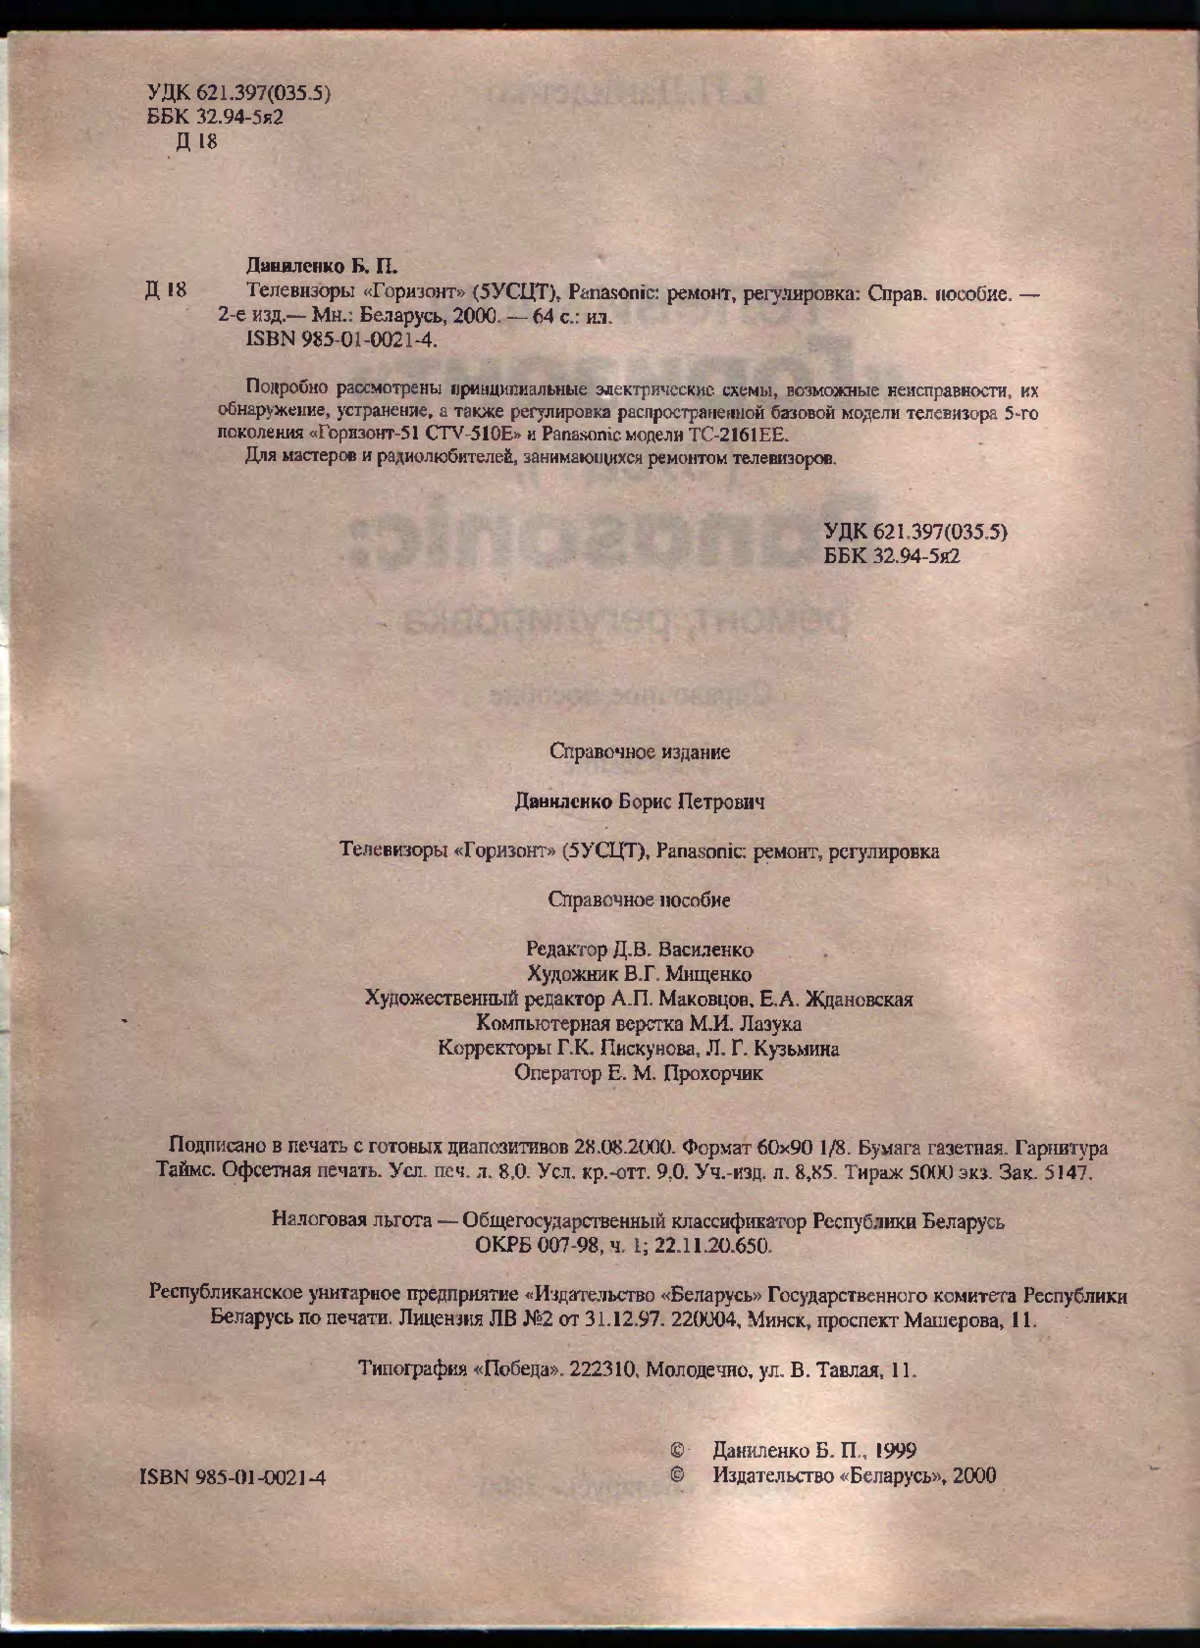 УДК 621.397(035.5)
ББК 32.94-5я2
Д 18
Даниленко Б. П.
Д 18 Телевизоры «Горизонт» (5УСЦТ), Panasonic: ремонт, регулировка: Справ. пособие. —
2-е изд.— Мн.: Беларусь, 2000. — 64 с.: ил.
ISBN 985-01-0021-4.
Подробно рассмотрены принципиальные электрические схемы, возможные неисправности, их
обнаружение, устранение, а также регулировка распространенной базовой модели телевизора 5-го
поколения «Горизонт-51 CTV-510E» и Panasonic модели TC-2161EE.
Для мастеров и радиолюбителей, занимающихся ремонтом телевизоров.
УДК 621.397(035.5)
ББК 32.94-5я2
Справочное издание
Даниленко Борис Петрович
Телевизоры «Горизонт» (5УСЦТ), Panasonic: ремонт, регулировка
Справочное пособие
Редактор Д.В. Василенко
Художник В.Г. Мищенко
Художественный редактор А.П. Маковцов, Е.А. Ждановская
Компьютерная верстка М.И. Лазука
Корректоры Г.К. Пискунова, Л. Г. Кузьмина
Оператор Е. М. Прохорчик
Подписано в печать с готовых диапозитивов 28.08.2000. Формат 60х90 1/8. Бумага газетная. Гарнитура
Таймс. Офсетная печать. Усл. печ. л. 8,0. Усл. кр.-отт. 9,0. Уч.-изд. л. 8,85. Тираж 5000 экз. Зак. 5147.
Налоговая льгота — Общегосударственный классификатор Республики Беларусь
ОКРБ 007-98, ч. 1; 22.11.20.650.
Республиканское унитарное предприятие «Издательство «Беларусь» Государственного комитета Республики
Беларусь по печати. Лицензия ЛВ №2 от 31.12.97. 220004, Минск, проспект Машерова, 11.
Типография «Победа». 222310, Молодечно, ул. В. Тавлая, 11.
© Даниленко Б. П., 1999
ISBN 985-01-0021-4 © Издательство «Беларусь», 2000